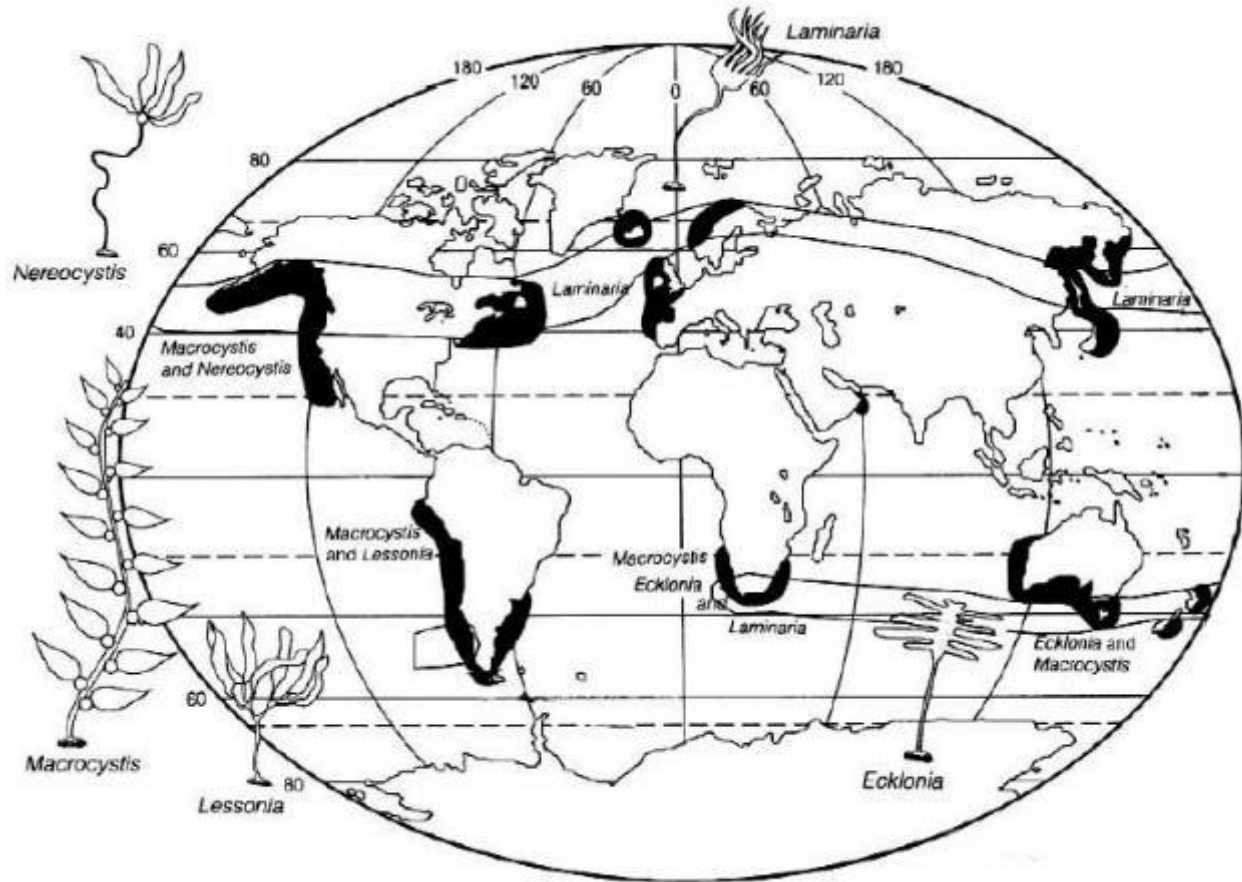 Laminaria
180
120
60
0
60
120
180
80
60
Nereocystis
Laminaria
Laminaria
40
Macrocystis
and Nereocystis
Macrocystis
and Lessonia
Macrocystis
Ecklonia
and
Laminaria
Ecklonia and
Macrocystis
60
Macrocystis
Lessonia
80
Ecklonia